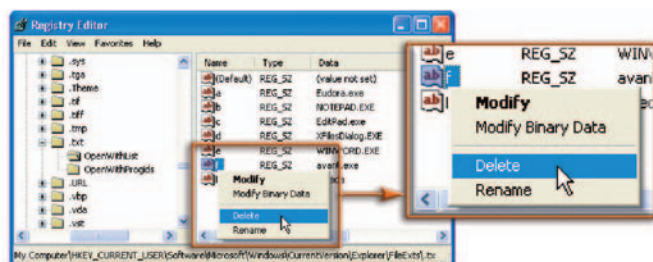 Registry Editor
File Edit View Favorites Help
.sys
.tga
.Theme
.tif
.tiff
.tmp
.txt
OpenWithList
OpenWithProgids
.URL
.vbp
.vda
.vst
Name Type Data
(Default) REG_SZ (value not set)
a REG_SZ Eudora.exe
b REG_SZ NOTEPAD.EXE
c REG_SZ EditPad.exe
d REG_SZ XFilesDialog.EXE
e REG_SZ WINWORD.EXE
f REG_SZ avant.exe
Modify
Modify Binary Data
Delete
Rename
My Computer\HKEY_CURRENT_USER\Software\Microsoft\Windows\CurrentVersion\Explorer\FileExts\.tx
e REG_SZ WINW
f REG_SZ avan
Modify
Modify Binary Data
Delete
Rename